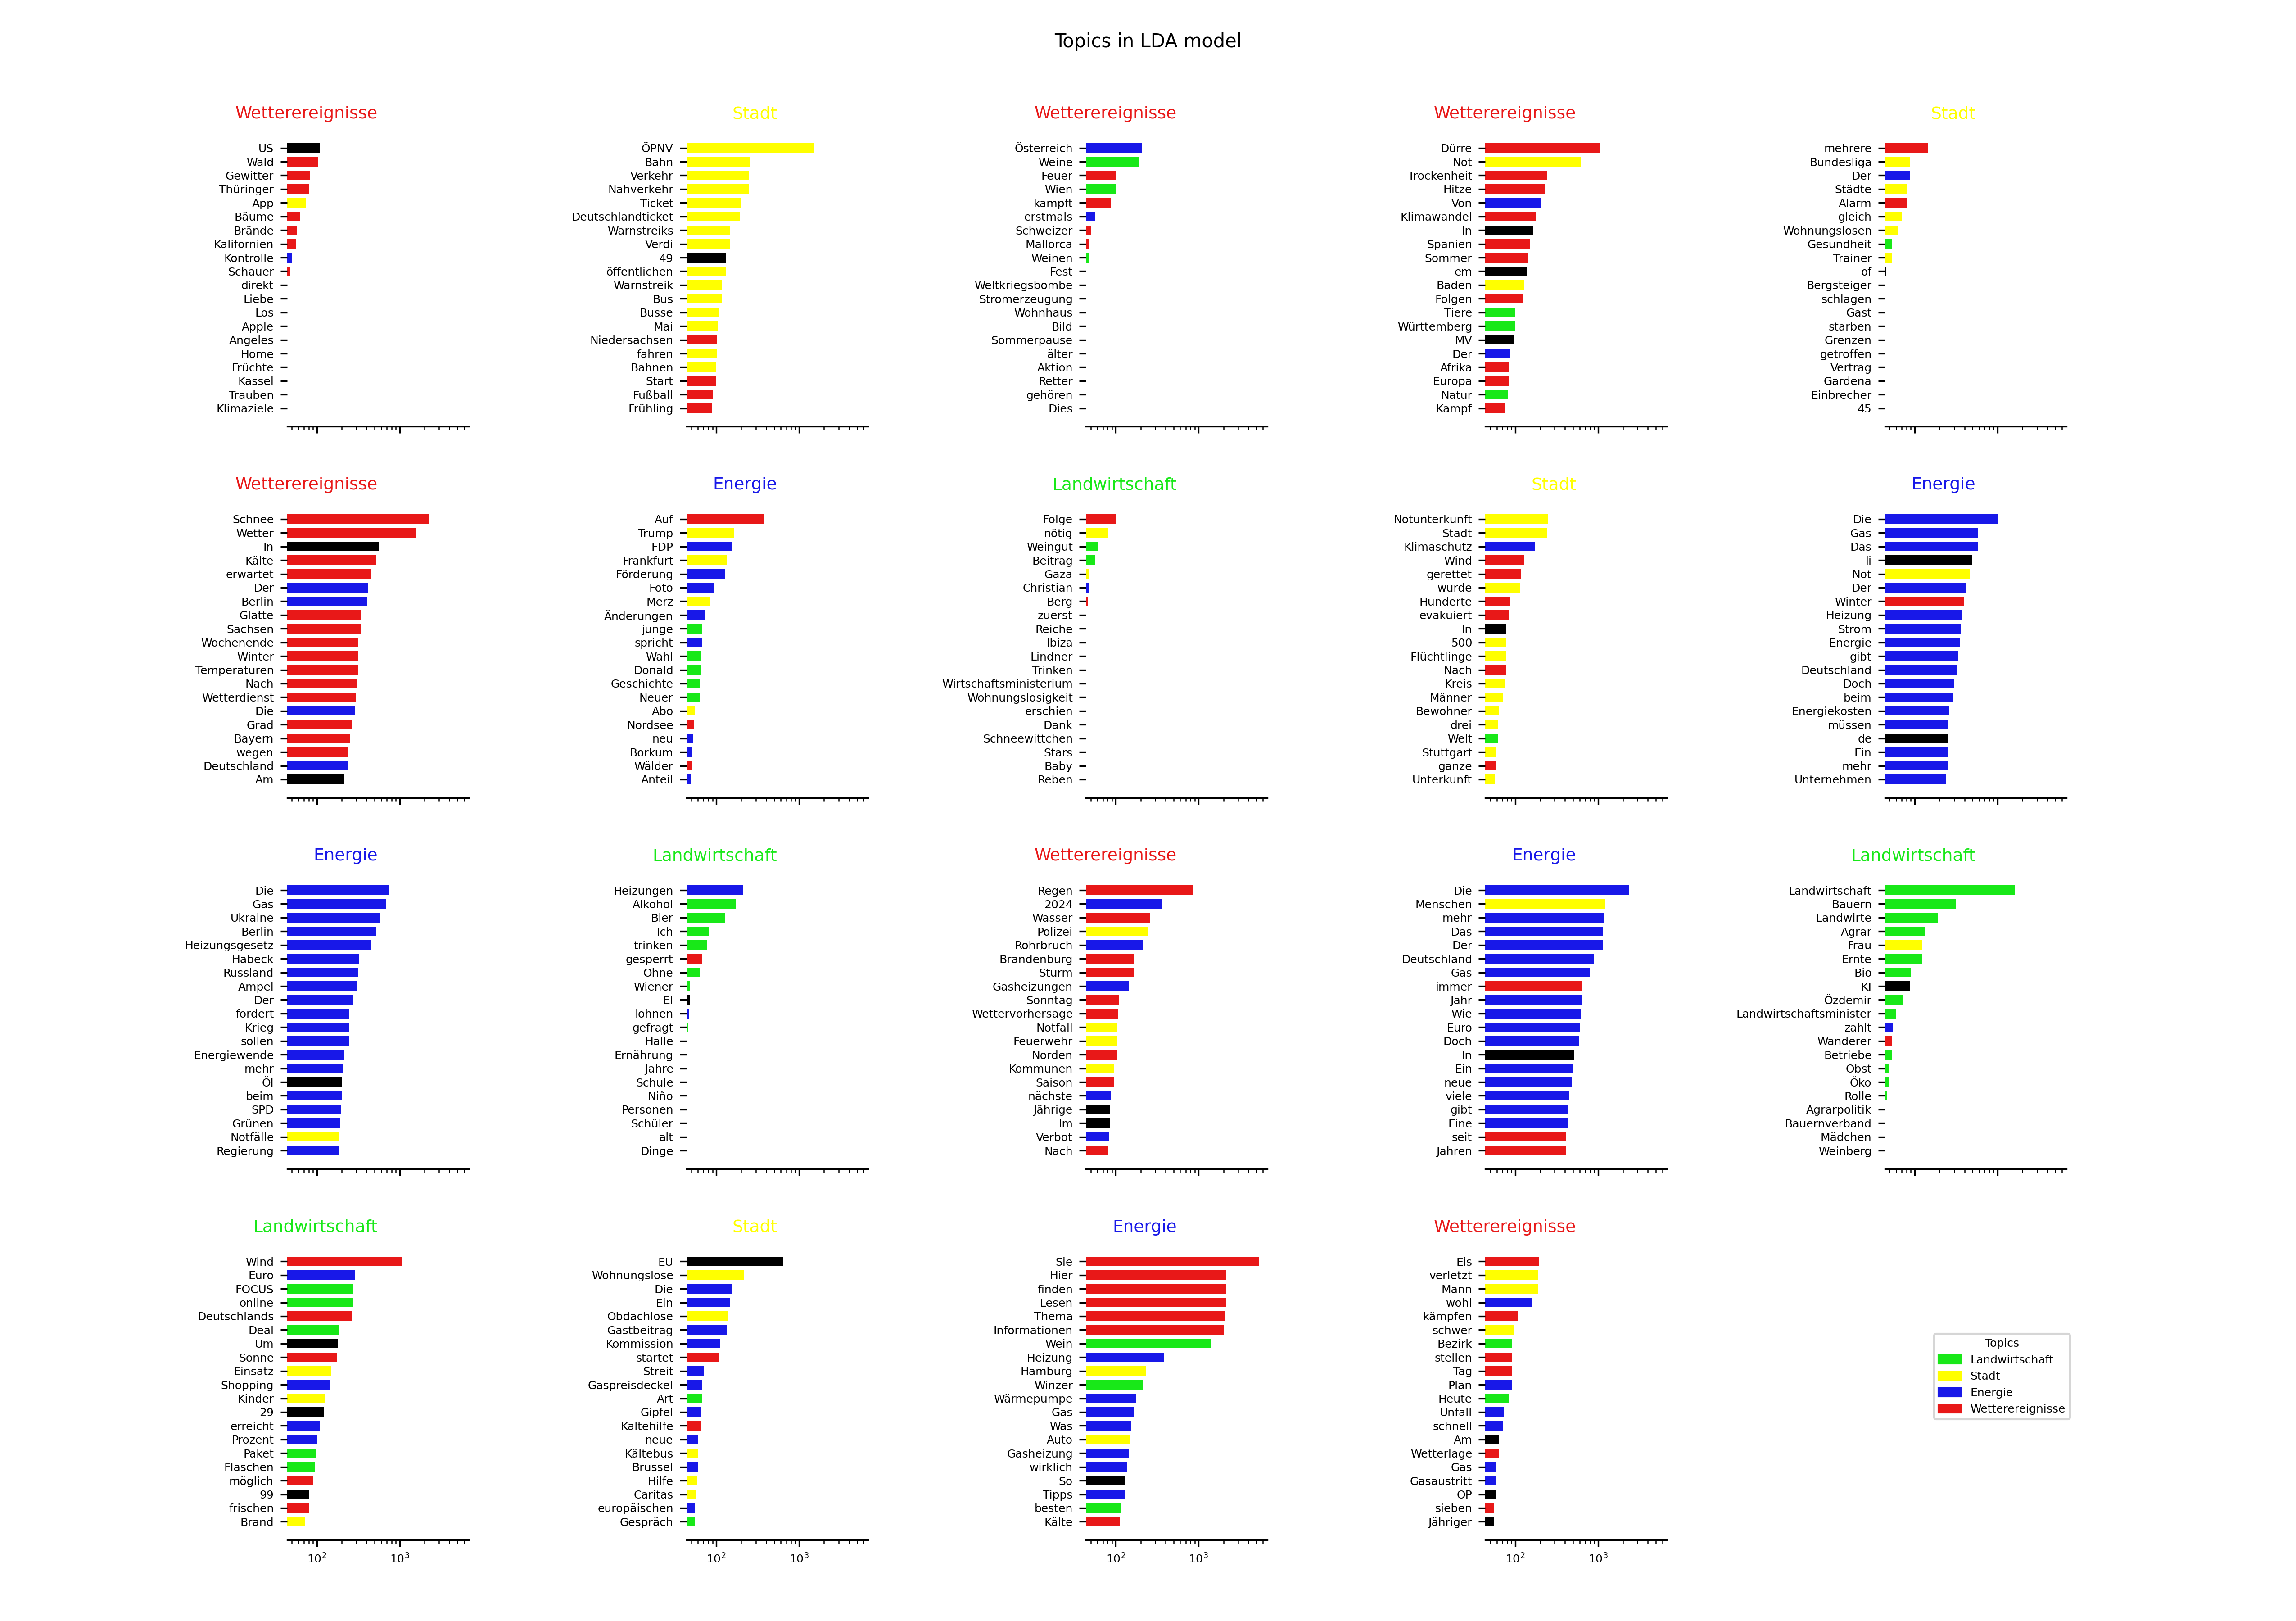 Topics in LDA model
Wetterereignisse
US
Wald
Gewitter
Thüringer
App
Bäume
Brände
Kalifornien
Kontrolle
Schauer
direkt
Liebe
Los
Apple
Angeles
Home
Früchte
Kassel
Trauben
Klimaziele
Stadt
ÖPNV
Bahn
Verkehr
Nahverkehr
Ticket
Deutschlandticket
Warnstreiks
Verdi
49
öffentlichen
Warnstreik
Bus
Busse
Mai
Niedersachsen
fahren
Bahnen
Start
Fußball
Frühling
Wetterereignisse
Österreich
Weine
Feuer
Wien
kämpft
erstmals
Schweizer
Mallorca
Weinen
Fest
Weltkriegsbombe
Stromerzeugung
Wohnhaus
Bild
Sommerpause
älter
Aktion
Retter
gehören
Dies
Wetterereignisse
Dürre
Not
Trockenheit
Hitze
Von
Klimawandel
In
Spanien
Sommer
em
Baden
Folgen
Tiere
Württemberg
MV
Der
Afrika
Europa
Natur
Kampf
Stadt
mehrere
Bundesliga
Der
Städte
Alarm
gleich
Wohnungslosen
Gesundheit
Trainer
of
Bergsteiger
schlagen
Gast
starben
Grenzen
getroffen
Vertrag
Gardena
Einbrecher
45
Wetterereignisse
Schnee
Wetter
In
Kälte
erwartet
Der
Berlin
Glätte
Sachsen
Wochenende
Winter
Temperaturen
Nach
Wetterdienst
Die
Grad
Bayern
wegen
Deutschland
Am
Energie
Auf
Trump
FDP
Frankfurt
Förderung
Foto
Merz
Änderungen
junge
spricht
Wahl
Donald
Geschichte
Neuer
Abo
Nordsee
neu
Borkum
Wälder
Anteil
Landwirtschaft
Folge
nötig
Weingut
Beitrag
Gaza
Christian
Berg
zuerst
Reiche
Ibiza
Lindner
Trinken
Wirtschaftsministerium
Wohnungslosigkeit
erschien
Dank
Schneewittchen
Stars
Baby
Reben
Stadt
Notunterkunft
Stadt
Klimaschutz
Wind
gerettet
wurde
Hunderte
evakuiert
In
500
Flüchtlinge
Nach
Kreis
Männer
Bewohner
drei
Welt
Stuttgart
ganze
Unterkunft
Energie
Die
Gas
Das
li
Not
Der
Winter
Heizung
Strom
Energie
gibt
Deutschland
Doch
beim
Energiekosten
müssen
de
Ein
mehr
Unternehmen
Energie
Die
Gas
Ukraine
Berlin
Heizungsgesetz
Habeck
Russland
Ampel
Der
fordert
Krieg
sollen
Energiewende
mehr
Öl
beim
SPD
Grünen
Notfälle
Regierung
Landwirtschaft
Heizungen
Alkohol
Bier
Ich
trinken
gesperrt
Ohne
Wiener
El
lohnen
gefragt
Halle
Ernährung
Jahre
Schule
Niño
Personen
Schüler
alt
Dinge
Wetterereignisse
Regen
2024
Wasser
Polizei
Rohrbruch
Brandenburg
Sturm
Gasheizungen
Sonntag
Wettervorhersage
Notfall
Feuerwehr
Norden
Kommunen
Saison
nächste
Jährige
Im
Verbot
Nach
Energie
Die
Menschen
mehr
Das
Der
Deutschland
Gas
immer
Jahr
Wie
Euro
Doch
In
Ein
neue
viele
gibt
Eine
seit
Jahren
Landwirtschaft
Landwirtschaft
Bauern
Landwirte
Agrar
Frau
Ernte
Bio
KI
Özdemir
Landwirtschaftsminister
zahlt
Wanderer
Betriebe
Obst
Öko
Rolle
Agrarpolitik
Bauernverband
Mädchen
Weinberg
Landwirtschaft
Wind
Euro
FOCUS
online
Deutschlands
Deal
Um
Sonne
Einsatz
Shopping
Kinder
29
erreicht
Prozent
Paket
Flaschen
möglich
99
frischen
Brand
10² 10³
Stadt
EU
Wohnungslose
Die
Ein
Obdachlose
Gastbeitrag
Kommission
startet
Streit
Gaspreisdeckel
Art
Gipfel
Kältehilfe
neue
Kältebus
Brüssel
Hilfe
Caritas
europäischen
Gespräch
10² 10³
Energie
Sie
Hier
finden
Lesen
Thema
Informationen
Wein
Heizung
Hamburg
Winzer
Wärmepumpe
Gas
Was
Auto
Gasheizung
wirklich
So
Tipps
besten
Kälte
10² 10³
Wetterereignisse
Eis
verletzt
Mann
wohl
kämpfen
schwer
Bezirk
stellen
Tag
Plan
Heute
Unfall
schnell
Am
Wetterlage
Gas
Gasaustritt
OP
sieben
Jähriger
10² 10³
Topics
Landwirtschaft
Stadt
Energie
Wetterereignisse